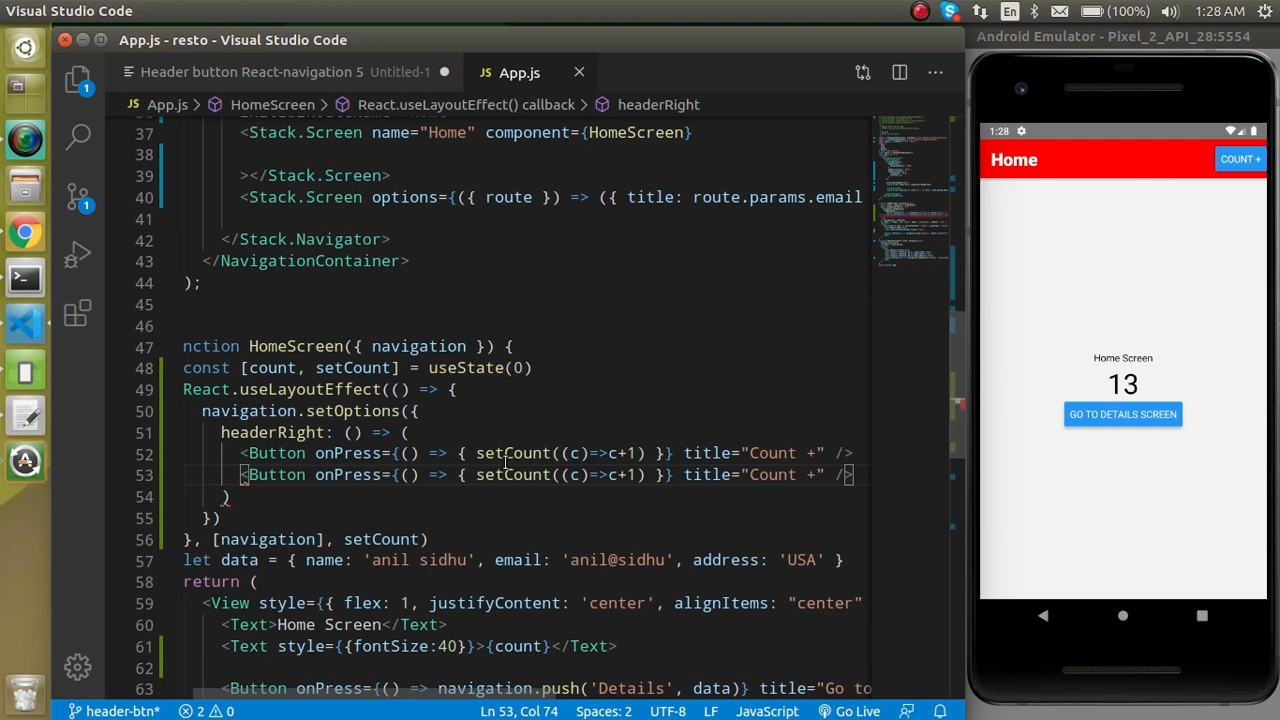 Visual Studio Code
En
(100%)
1:28 AM
App.js - resto - Visual Studio Code
Android Emulator - Pixel_2_API_28:5554
Header button React-navigation 5 Untitled-1
App.js
App.js > HomeScreen > React.useLayoutEffect() callback > headerRight
37 <Stack.Screen name="Home" component={HomeScreen}
38
39 ></Stack.Screen>
40 <Stack.Screen options={({ route }) => ({ title: route.params.email
41
42 </Stack.Navigator>
43 </NavigationContainer>
44 );
45
46
47 nction HomeScreen({ navigation }) {
48 const [count, setCount] = useState(0)
49 React.useLayoutEffect(() => {
50 navigation.setOptions({
51 headerRight: () => (
52 <Button onPress={() => { setCount((c)=>c+1) }} title="Count +" />
53 <Button onPress={() => { setCount((c)=>c+1) }} title="Count +" />
54 )
55 })
56 }, [navigation], setCount)
57 let data = { name: 'anil sidhu', email: 'anil@sidhu', address: 'USA' }
58 return (
59 <View style={{ flex: 1, justifyContent: 'center', alignItems: "center"
60 <Text>Home Screen</Text>
61 <Text style={{fontSize:40}}>{count}</Text>
62
63 <Button onPress={() => navigation.push('Details', data)} title="Go to
1
1
header-btn*
2
0
Ln 53, Col 74
Spaces: 2
UTF-8
LF
JavaScript
Go Live
1:28
Home
COUNT +
Home Screen
13
GO TO DETAILS SCREEN